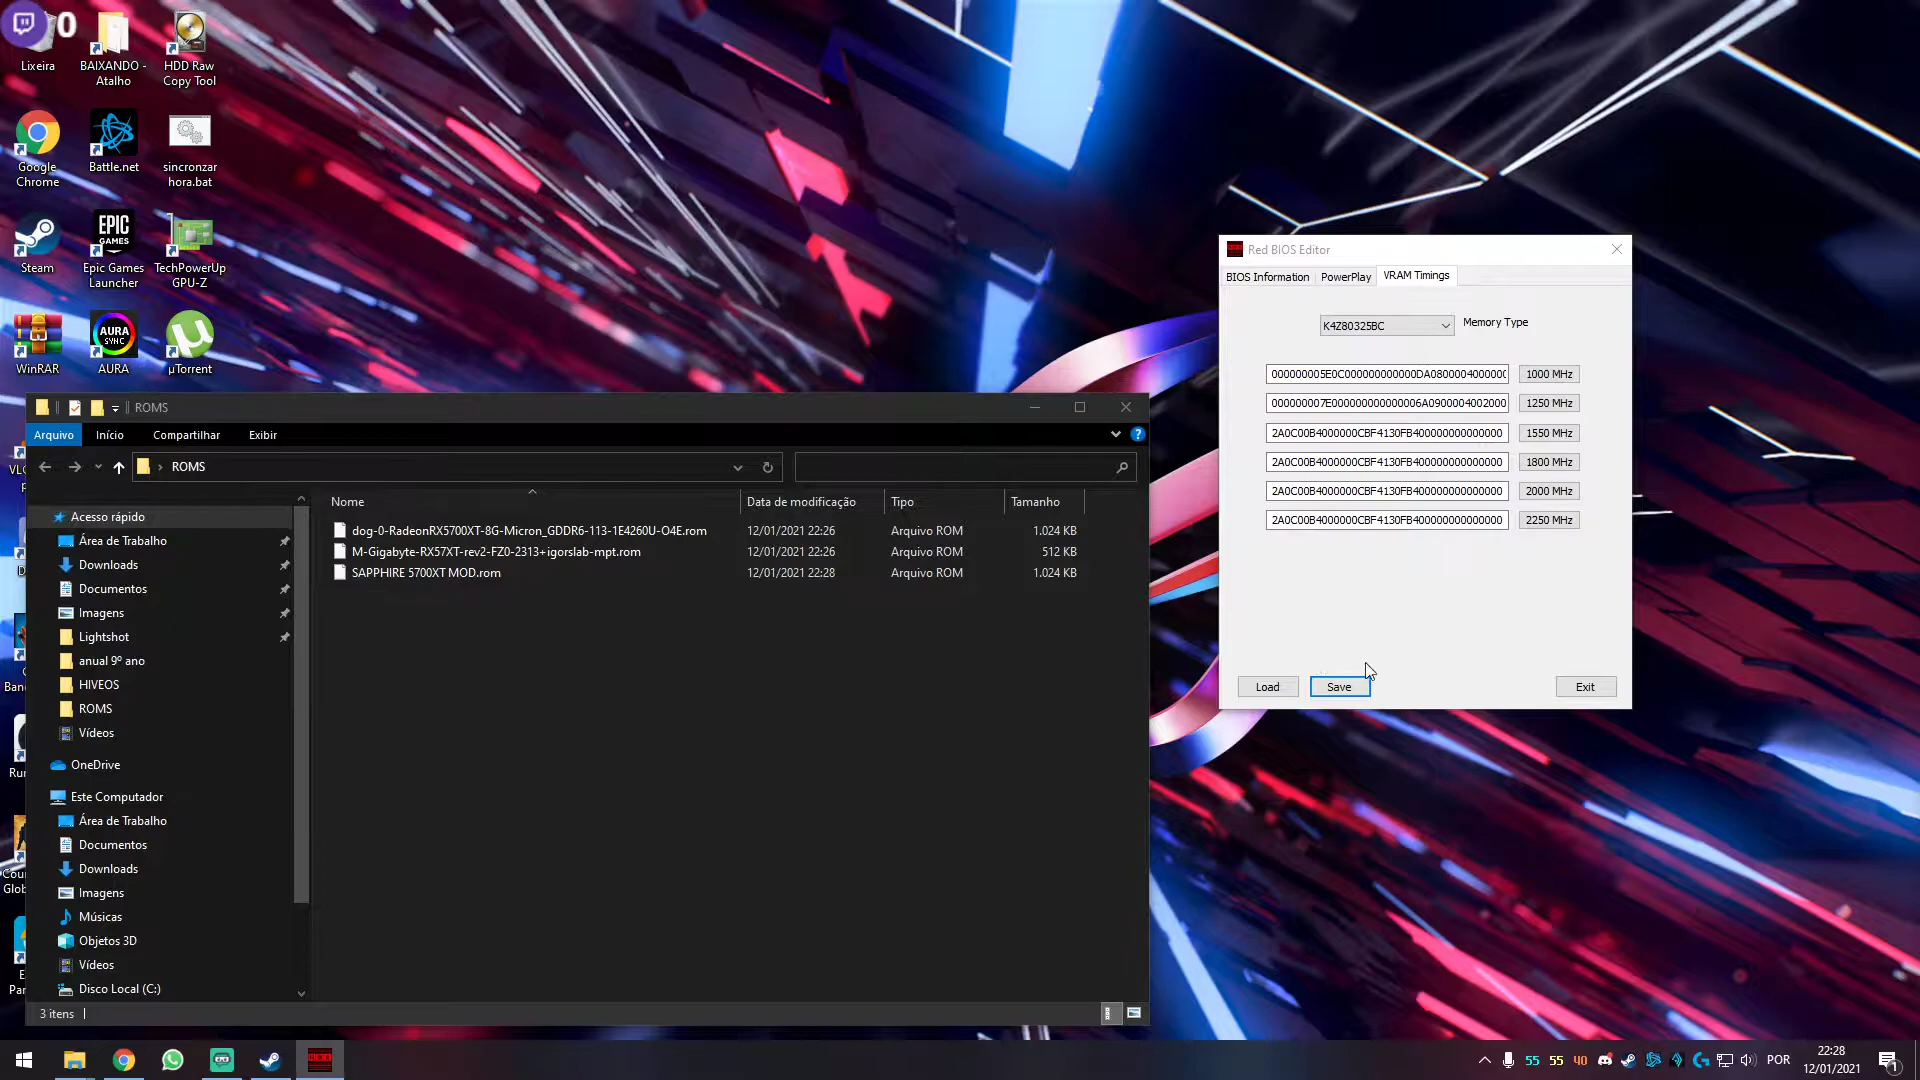 0
Lixeira
BAIXANDO -
Atalho
HDD Raw
Copy Tool
Google
Chrome
Battle.net
sincronzar
hora.bat
Steam
EPIC
GAMES
Epic Games
Launcher
TechPowerUp
GPU-Z
WinRAR
AURA
SYNC
AURA
µTorrent
ROMS
Arquivo
Início
Compartilhar
Exibir
ROMS
Nome
Data de modificação
Tipo
Tamanho
dog-0-RadeonRX5700XT-8G-Micron_GDDR6-113-1E4260U-O4E.rom
12/01/2021 22:26
Arquivo ROM
1.024 KB
M-Gigabyte-RX57XT-rev2-FZ0-2313+igorslab-mpt.rom
12/01/2021 22:26
Arquivo ROM
512 KB
SAPPHIRE 5700XT MOD.rom
12/01/2021 22:28
Arquivo ROM
1.024 KB
Acesso rápido
Área de Trabalho
Downloads
Documentos
Imagens
Lightshot
anual 9º ano
HIVEOS
ROMS
Vídeos
OneDrive
Este Computador
Área de Trabalho
Documentos
Downloads
Imagens
Músicas
Objetos 3D
Vídeos
Disco Local (C:)
3 itens
Red BIOS Editor
BIOS Information
PowerPlay
VRAM Timings
K4Z80325BC
Memory Type
000000005E0C000000000000DA0800004000000
1000 MHz
000000007E000000000000006A0900004002000
1250 MHz
2A0C00B4000000CBF4130FB400000000000000
1550 MHz
2A0C00B4000000CBF4130FB400000000000000
1800 MHz
2A0C00B4000000CBF4130FB400000000000000
2000 MHz
2A0C00B4000000CBF4130FB400000000000000
2250 MHz
Load
Save
Exit
55
55
40
POR
22:28
12/01/2021
1